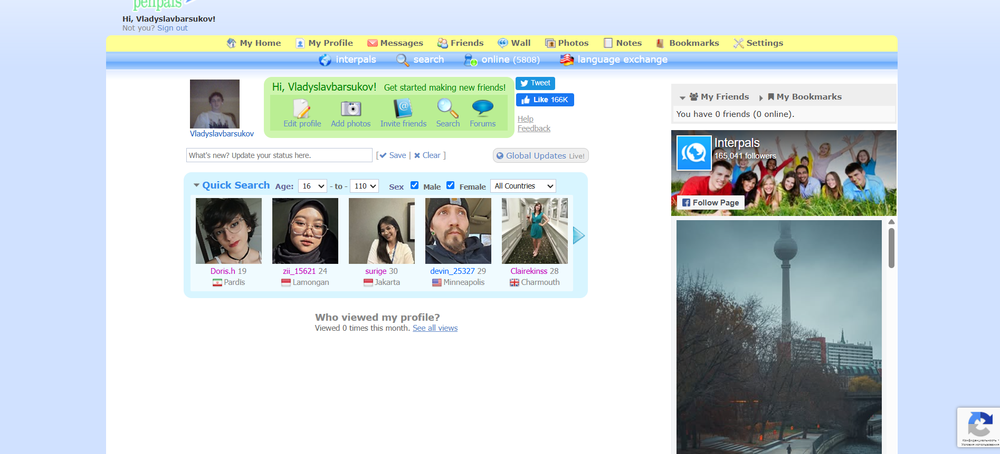 penpals
Hi, Vladyslavbarsukov!
Not you? Sign out
My Home My Profile Messages Friends Wall Photos Notes Bookmarks Settings
interpals search online (5808) language exchange
Vladyslavbarsukov
Hi, Vladyslavbarsukov! Get started making new friends!
Edit profile Add photos Invite friends Search Forums
Tweet
Like 166K
Help
Feedback
What's new? Update your status here. [ Save | Clear ]
Global Updates Live!
Quick Search Age: 16 - to - 110 Sex Male Female All Countries
Doris.h 19 zii_15621 24 surige 30 devin_25327 29 Clairekinss 28
Pardīs Lamongan Jakarta Minneapolis Charmouth
Who viewed my profile?
Viewed 0 times this month. See all views
My Friends My Bookmarks
You have 0 friends (0 online).
Interpals
165,041 followers
Follow Page
Конфиденциальность -
Условия использования